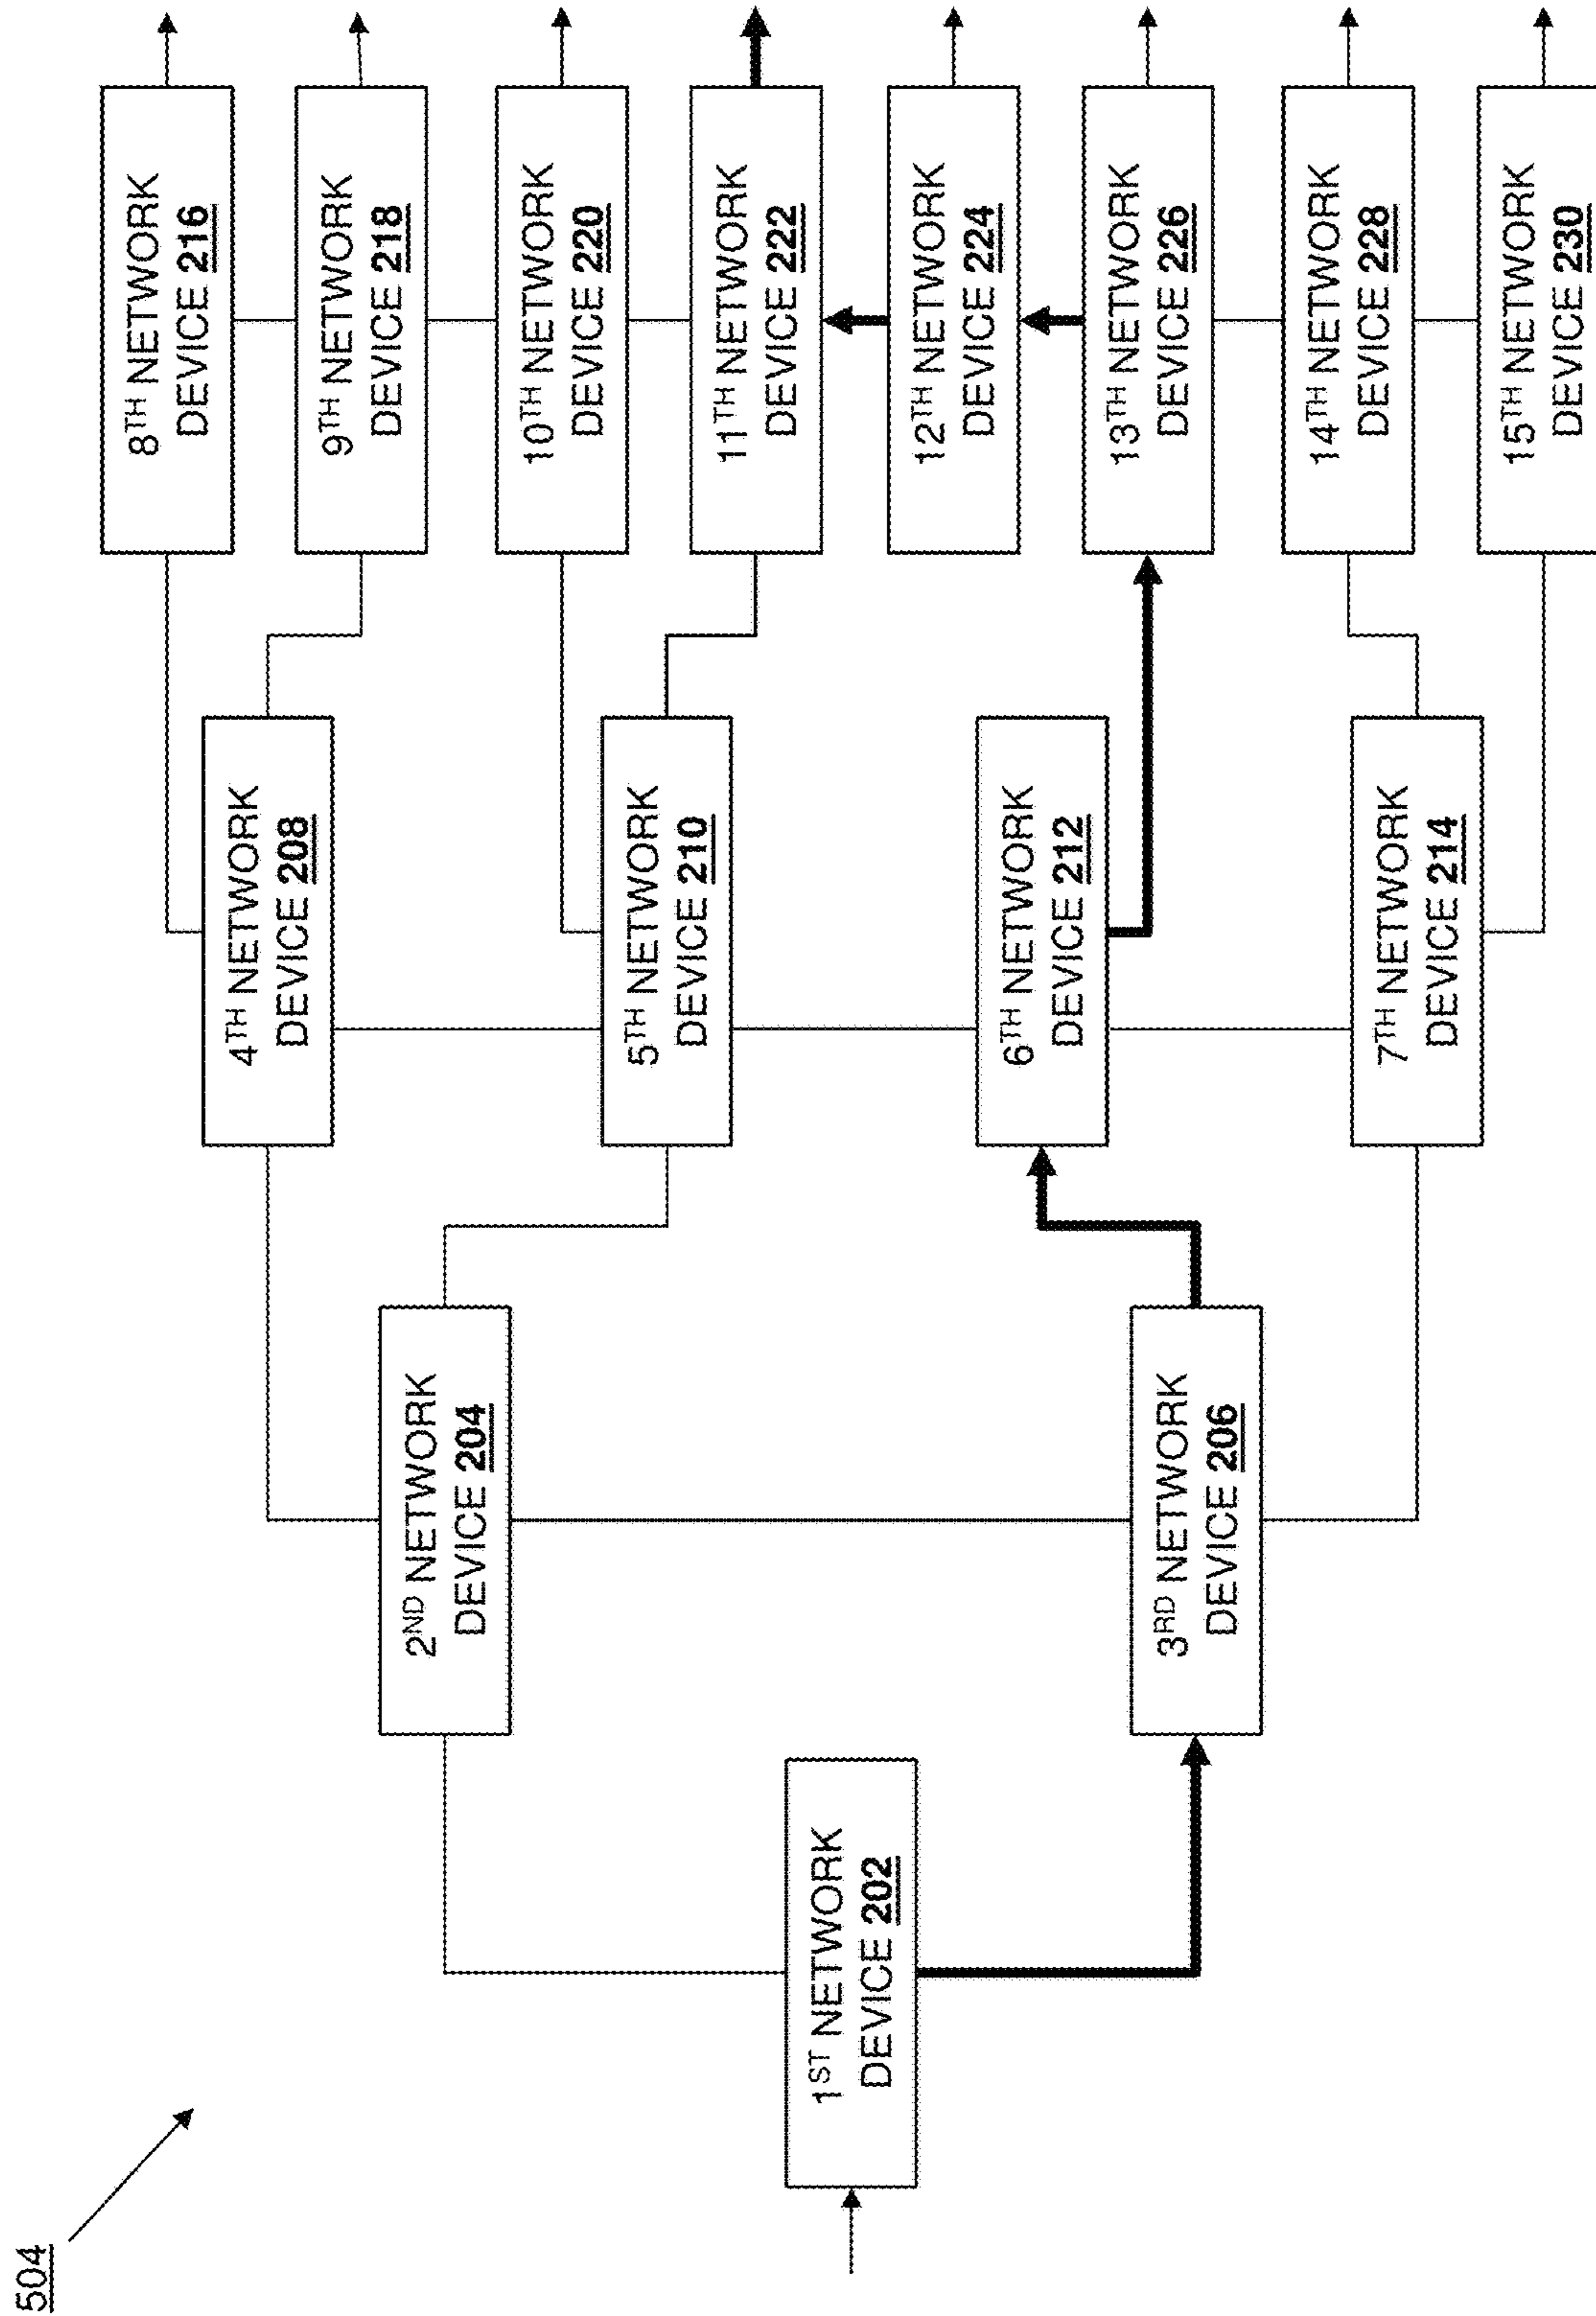 504
1ST NETWORK
DEVICE 202
2ND NETWORK
DEVICE 204
3RD NETWORK
DEVICE 206
4TH NETWORK
DEVICE 208
5TH NETWORK
DEVICE 210
6TH NETWORK
DEVICE 212
7TH NETWORK
DEVICE 214
8TH NETWORK
DEVICE 216
9TH NETWORK
DEVICE 218
10TH NETWORK
DEVICE 220
11TH NETWORK
DEVICE 222
12TH NETWORK
DEVICE 224
13TH NETWORK
DEVICE 226
14TH NETWORK
DEVICE 228
15TH NETWORK
DEVICE 230